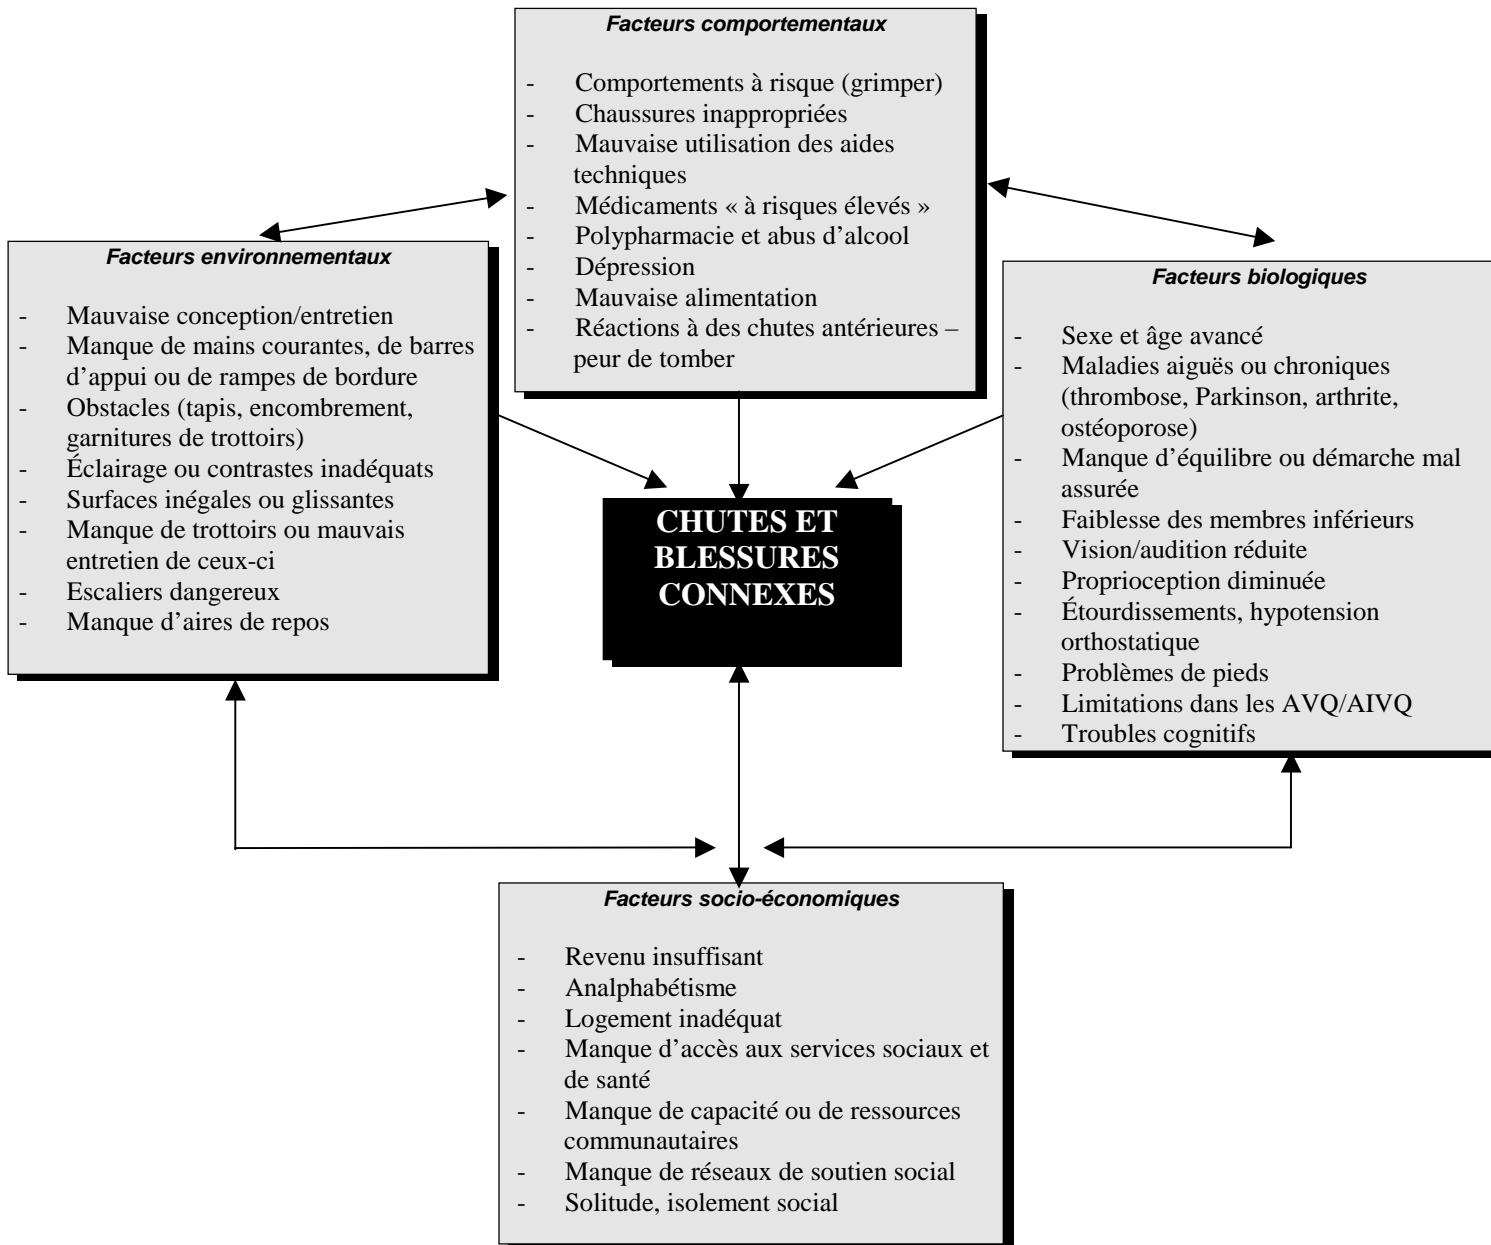 Facteurs comportementaux
- Comportements à risque (grimper)
- Chaussures inappropriées
- Mauvaise utilisation des aides
techniques
- Médicaments « à risques élevés »
- Polypharmacie et abus d’alcool
- Dépression
- Mauvaise alimentation
- Réactions à des chutes antérieures –
peur de tomber
Facteurs environnementaux
- Mauvaise conception/entretien
- Manque de mains courantes, de barres
d’appui ou de rampes de bordure
- Obstacles (tapis, encombrement,
garnitures de trottoirs)
- Éclairage ou contrastes inadéquats
- Surfaces inégales ou glissantes
- Manque de trottoirs ou mauvais
entretien de ceux-ci
- Escaliers dangereux
- Manque d’aires de repos
Facteurs biologiques
- Sexe et âge avancé
- Maladies aiguës ou chroniques
(thrombose, Parkinson, arthrite,
ostéoporose)
- Manque d’équilibre ou démarche mal
assurée
- Faiblesse des membres inférieurs
- Vision/audition réduite
- Proprioception diminuée
- Étourdissements, hypotension
orthostatique
- Problèmes de pieds
- Limitations dans les AVQ/AIVQ
- Troubles cognitifs
CHUTES ET
BLESSURES
CONNEXES
Facteurs socio-économiques
- Revenu insuffisant
- Analphabétisme
- Logement inadéquat
- Manque d’accès aux services sociaux et
de santé
- Manque de capacité ou de ressources
communautaires
- Manque de réseaux de soutien social
- Solitude, isolement social